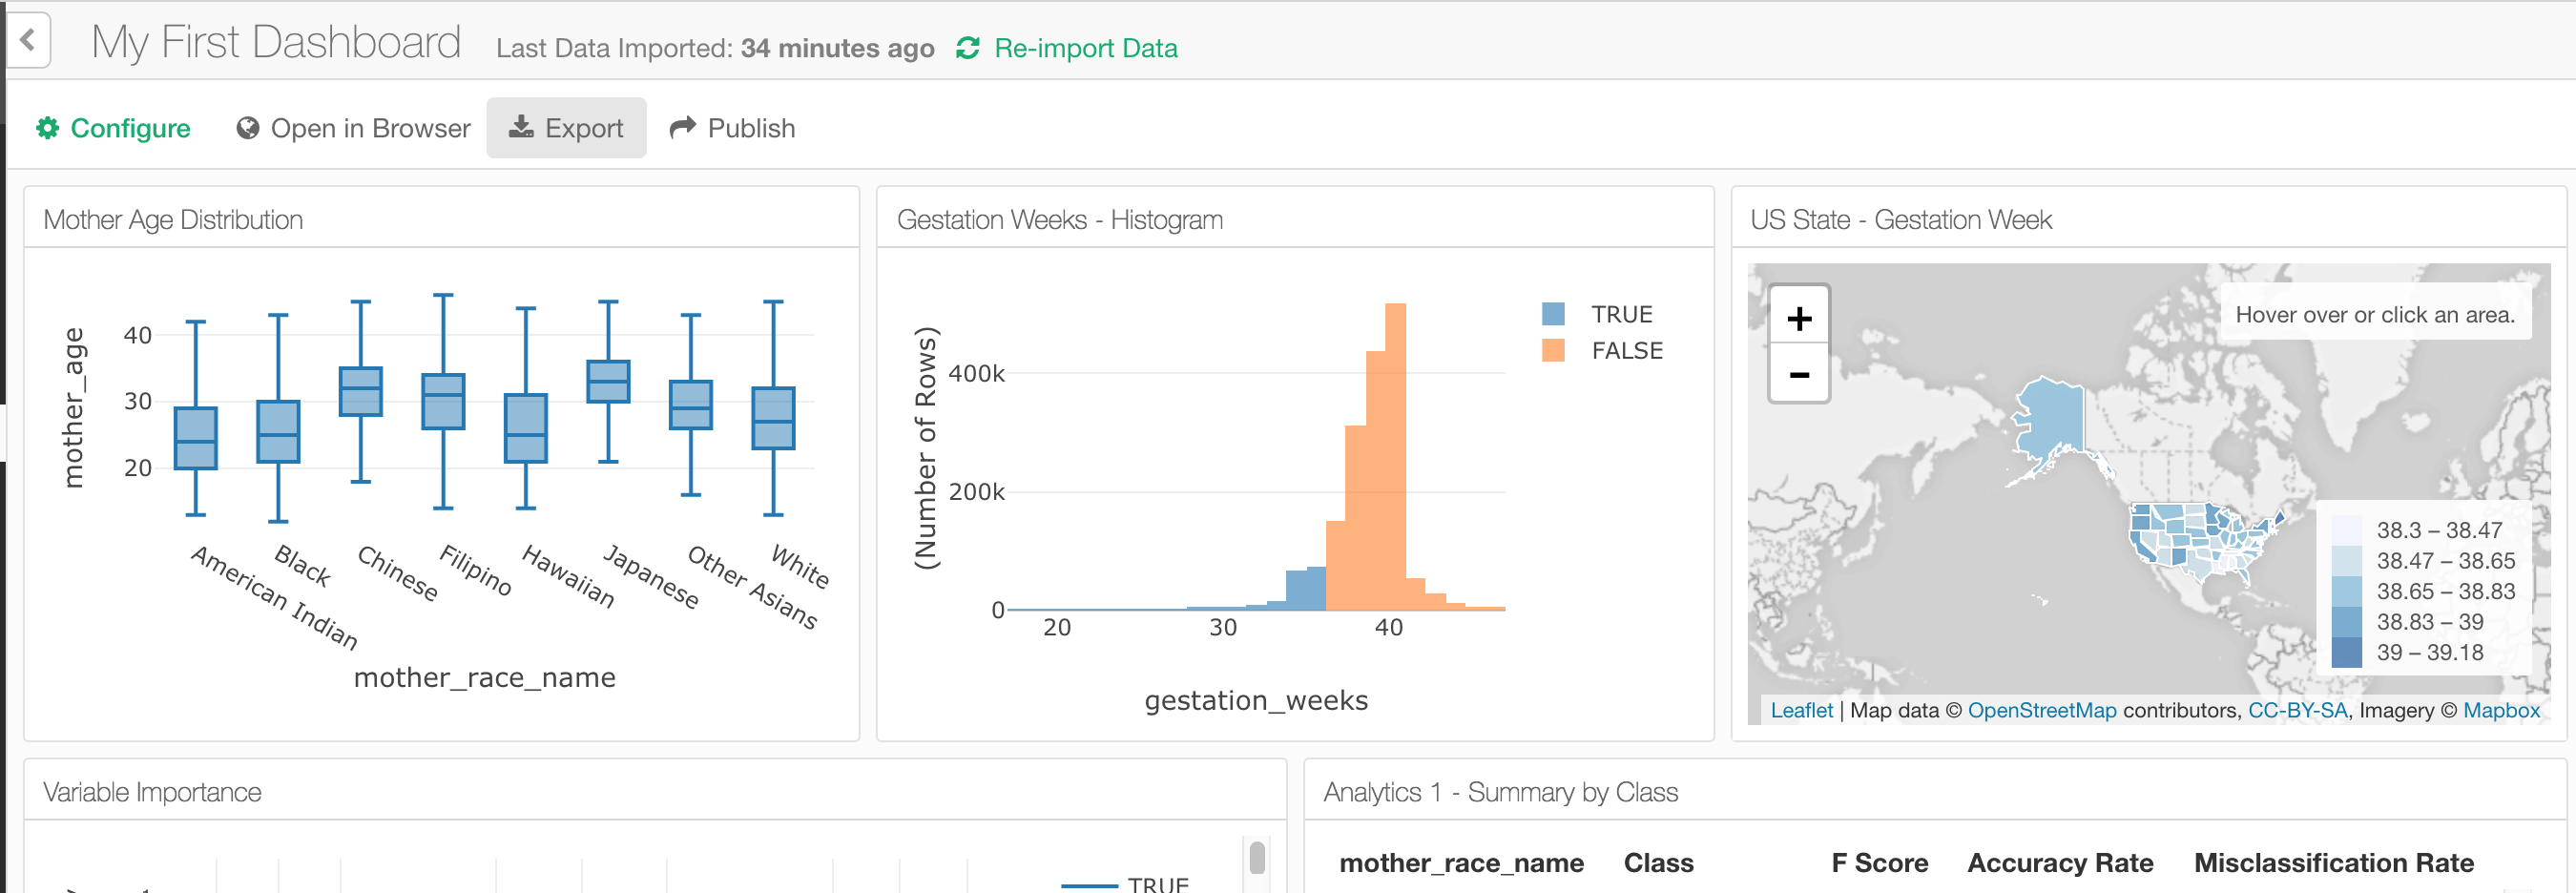 My First Dashboard Last Data Imported: 34 minutes ago Re-import Data
Configure Open in Browser Export Publish
Mother Age Distribution
mother_age
40
30
20
American Indian
Black
Chinese
Filipino
Hawaiian
Japanese
Other Asians
White
mother_race_name
Gestation Weeks - Histogram
(Number of Rows)
400k
200k
0
20 30 40
gestation_weeks
TRUE
FALSE
US State - Gestation Week
+
−
Hover over or click an area.
38.3 – 38.47
38.47 – 38.65
38.65 – 38.83
38.83 – 39
39 – 39.18
Leaflet | Map data © OpenStreetMap contributors, CC-BY-SA, Imagery © Mapbox
Variable Importance
TRUE
Analytics 1 - Summary by Class
mother_race_name Class F Score Accuracy Rate Misclassification Rate